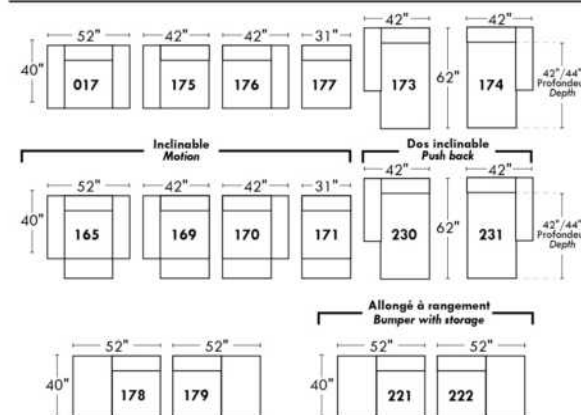 52" 42" 42" 31" 42" 42"
40" 017 175 176 177 173 62" 174 42"/44"
Profondeur
Depth
Inclinable
Motion
Dos inclinable
Push back
52" 42" 42" 31" 42" 42"
40" 165 169 170 171 230 62" 231 42"/44"
Profondeur
Depth
Allongé à rangement
Bumper with storage
52" 52" 52" 52"
40" 178 179 40" 221 222